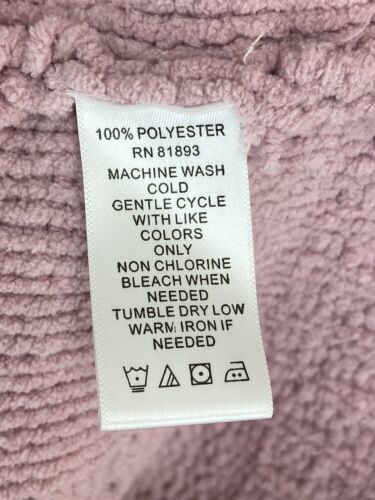 100% POLYESTER
RN 81893
MACHINE WASH
COLD
GENTLE CYCLE
WITH LIKE
COLORS
ONLY
NON CHLORINE
BLEACH WHEN
NEEDED
TUMBLE DRY LOW
WARM IRON IF
NEEDED